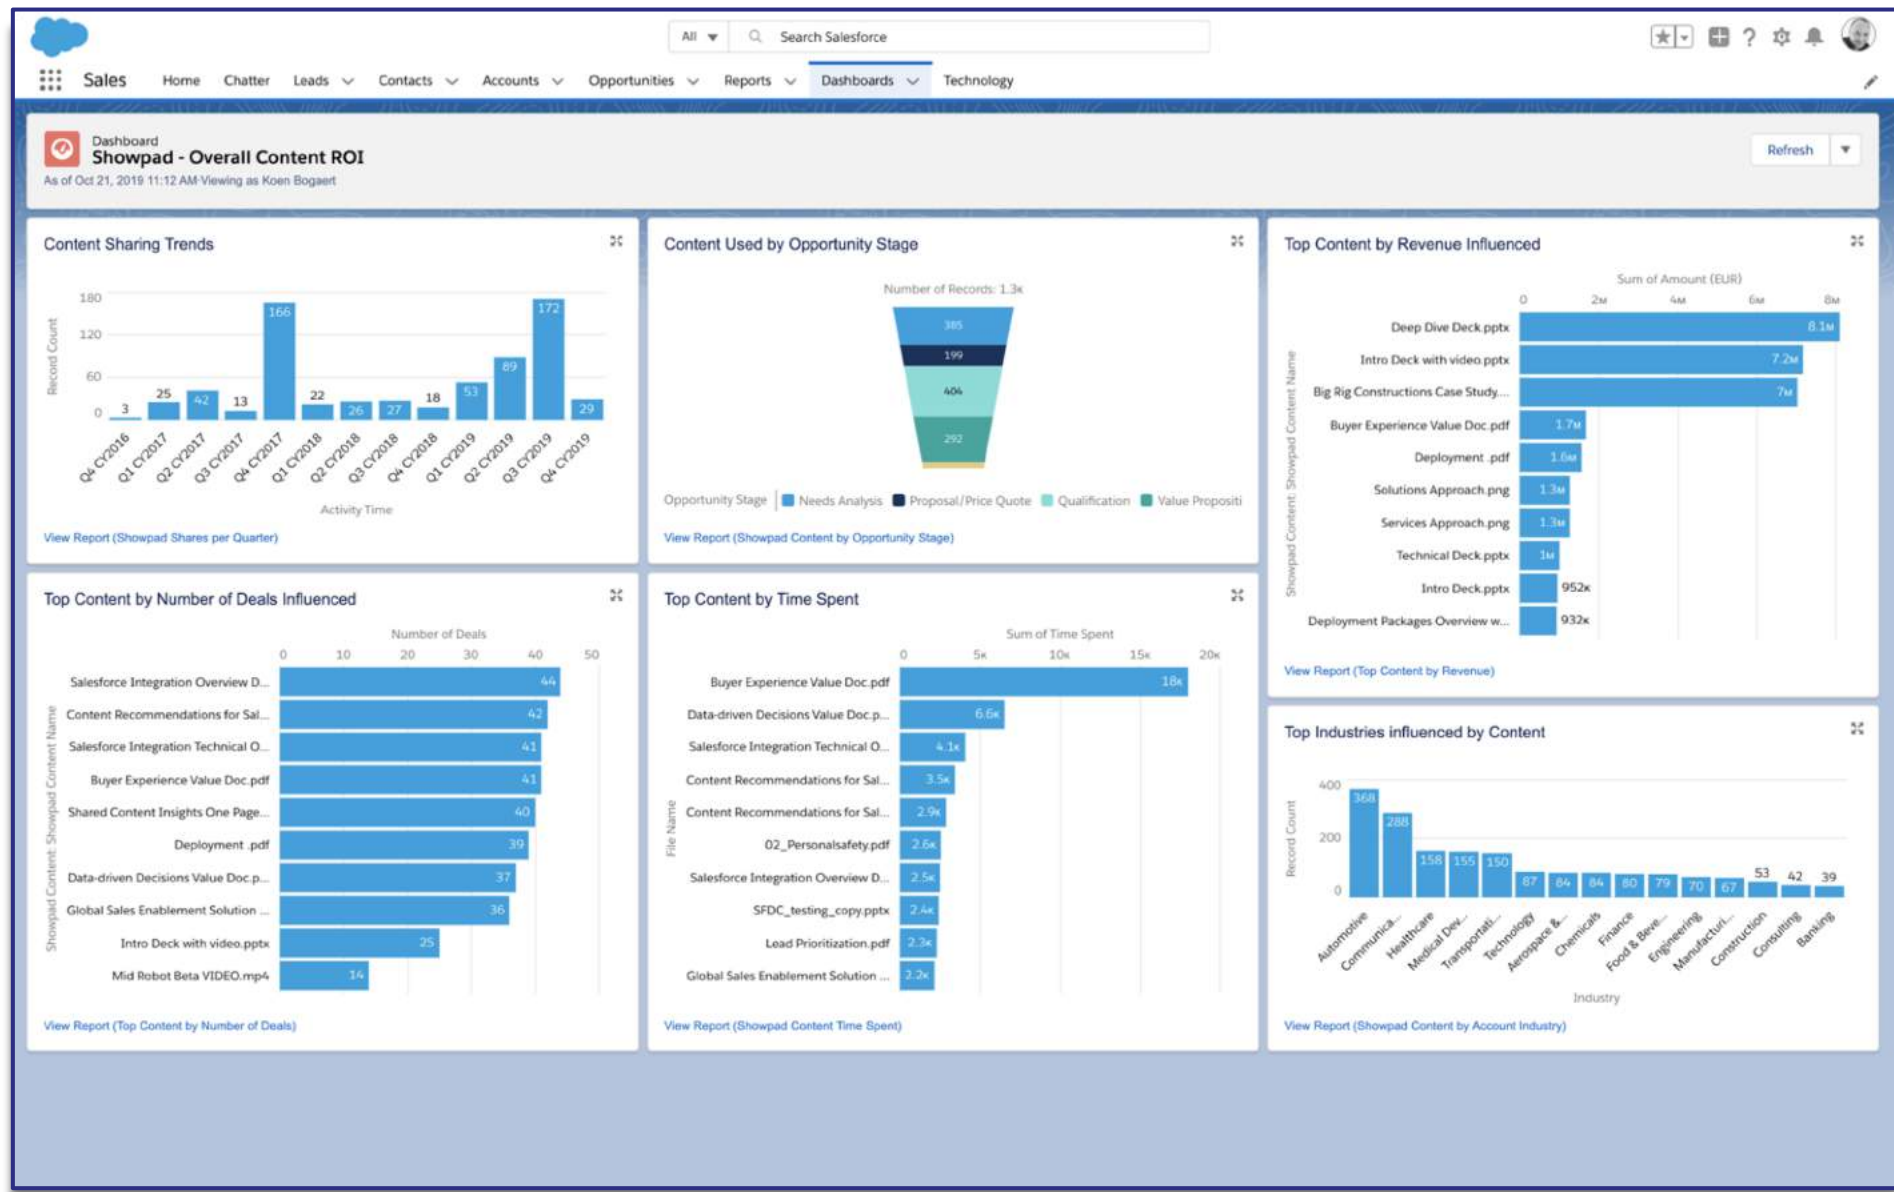 All
Search Salesforce
Sales
Home
Chatter
Leads
Contacts
Accounts
Opportunities
Reports
Dashboards
Technology
Dashboard
Showpad - Overall Content ROI
As of Oct 21, 2019 11:12 AM·Viewing as Koen Bogaert
Refresh
Content Sharing Trends
Record Count
180
120
60
0
3
25
42
13
166
22
26
27
18
53
89
172
29
Q4 CY2016
Q1 CY2017
Q2 CY2017
Q3 CY2017
Q4 CY2017
Q1 CY2018
Q2 CY2018
Q3 CY2018
Q4 CY2018
Q1 CY2019
Q2 CY2019
Q3 CY2019
Q4 CY2019
Activity Time
View Report (Showpad Shares per Quarter)
Content Used by Opportunity Stage
Number of Records: 1.3K
385
199
404
292
Opportunity Stage
Needs Analysis
Proposal/Price Quote
Qualification
Value Propositi
View Report (Showpad Content by Opportunity Stage)
Top Content by Revenue Influenced
Sum of Amount (EUR)
0
2M
4M
6M
8M
Showpad Content: Showpad Content Name
Deep Dive Deck.pptx 8.1M
Intro Deck with video.pptx 7.2M
Big Rig Constructions Case Study.... 7M
Buyer Experience Value Doc.pdf 1.7M
Deployment .pdf 1.6M
Solutions Approach.png 1.3M
Services Approach.png 1.3M
Technical Deck.pptx 1M
Intro Deck.pptx 952K
Deployment Packages Overview w... 932K
View Report (Top Content by Revenue)
Top Content by Number of Deals Influenced
Number of Deals
0
10
20
30
40
50
Showpad Content: Showpad Content Name
Salesforce Integration Overview D... 44
Content Recommendations for Sal... 42
Salesforce Integration Technical O... 41
Buyer Experience Value Doc.pdf 41
Shared Content Insights One Page... 40
Deployment .pdf 39
Data-driven Decisions Value Doc.p... 37
Global Sales Enablement Solution ... 36
Intro Deck with video.pptx 25
Mid Robot Beta VIDEO.mp4 14
View Report (Top Content by Number of Deals)
Top Content by Time Spent
Sum of Time Spent
0
5K
10K
15K
20K
File Name
Buyer Experience Value Doc.pdf 18K
Data-driven Decisions Value Doc.p... 6.6K
Salesforce Integration Technical O... 4.1K
Content Recommendations for Sal... 3.5K
Content Recommendations for Sal... 2.9K
02_Personalsafety.pdf 2.6K
Salesforce Integration Overview D... 2.5K
SFDC_testing_copy.pptx 2.4K
Lead Prioritization.pdf 2.3K
Global Sales Enablement Solution ... 2.2K
View Report (Showpad Content Time Spent)
Top Industries influenced by Content
Record Count
400
200
0
368
288
158
155
150
87
84
84
80
79
70
67
53
42
39
Automotive
Communica...
Healthcare
Medical Dev...
Transportati...
Technology
Aerospace &...
Chemicals
Finance
Food & Beve...
Engineering
Manufacturi...
Construction
Consulting
Banking
Industry
View Report (Showpad Content by Account Industry)